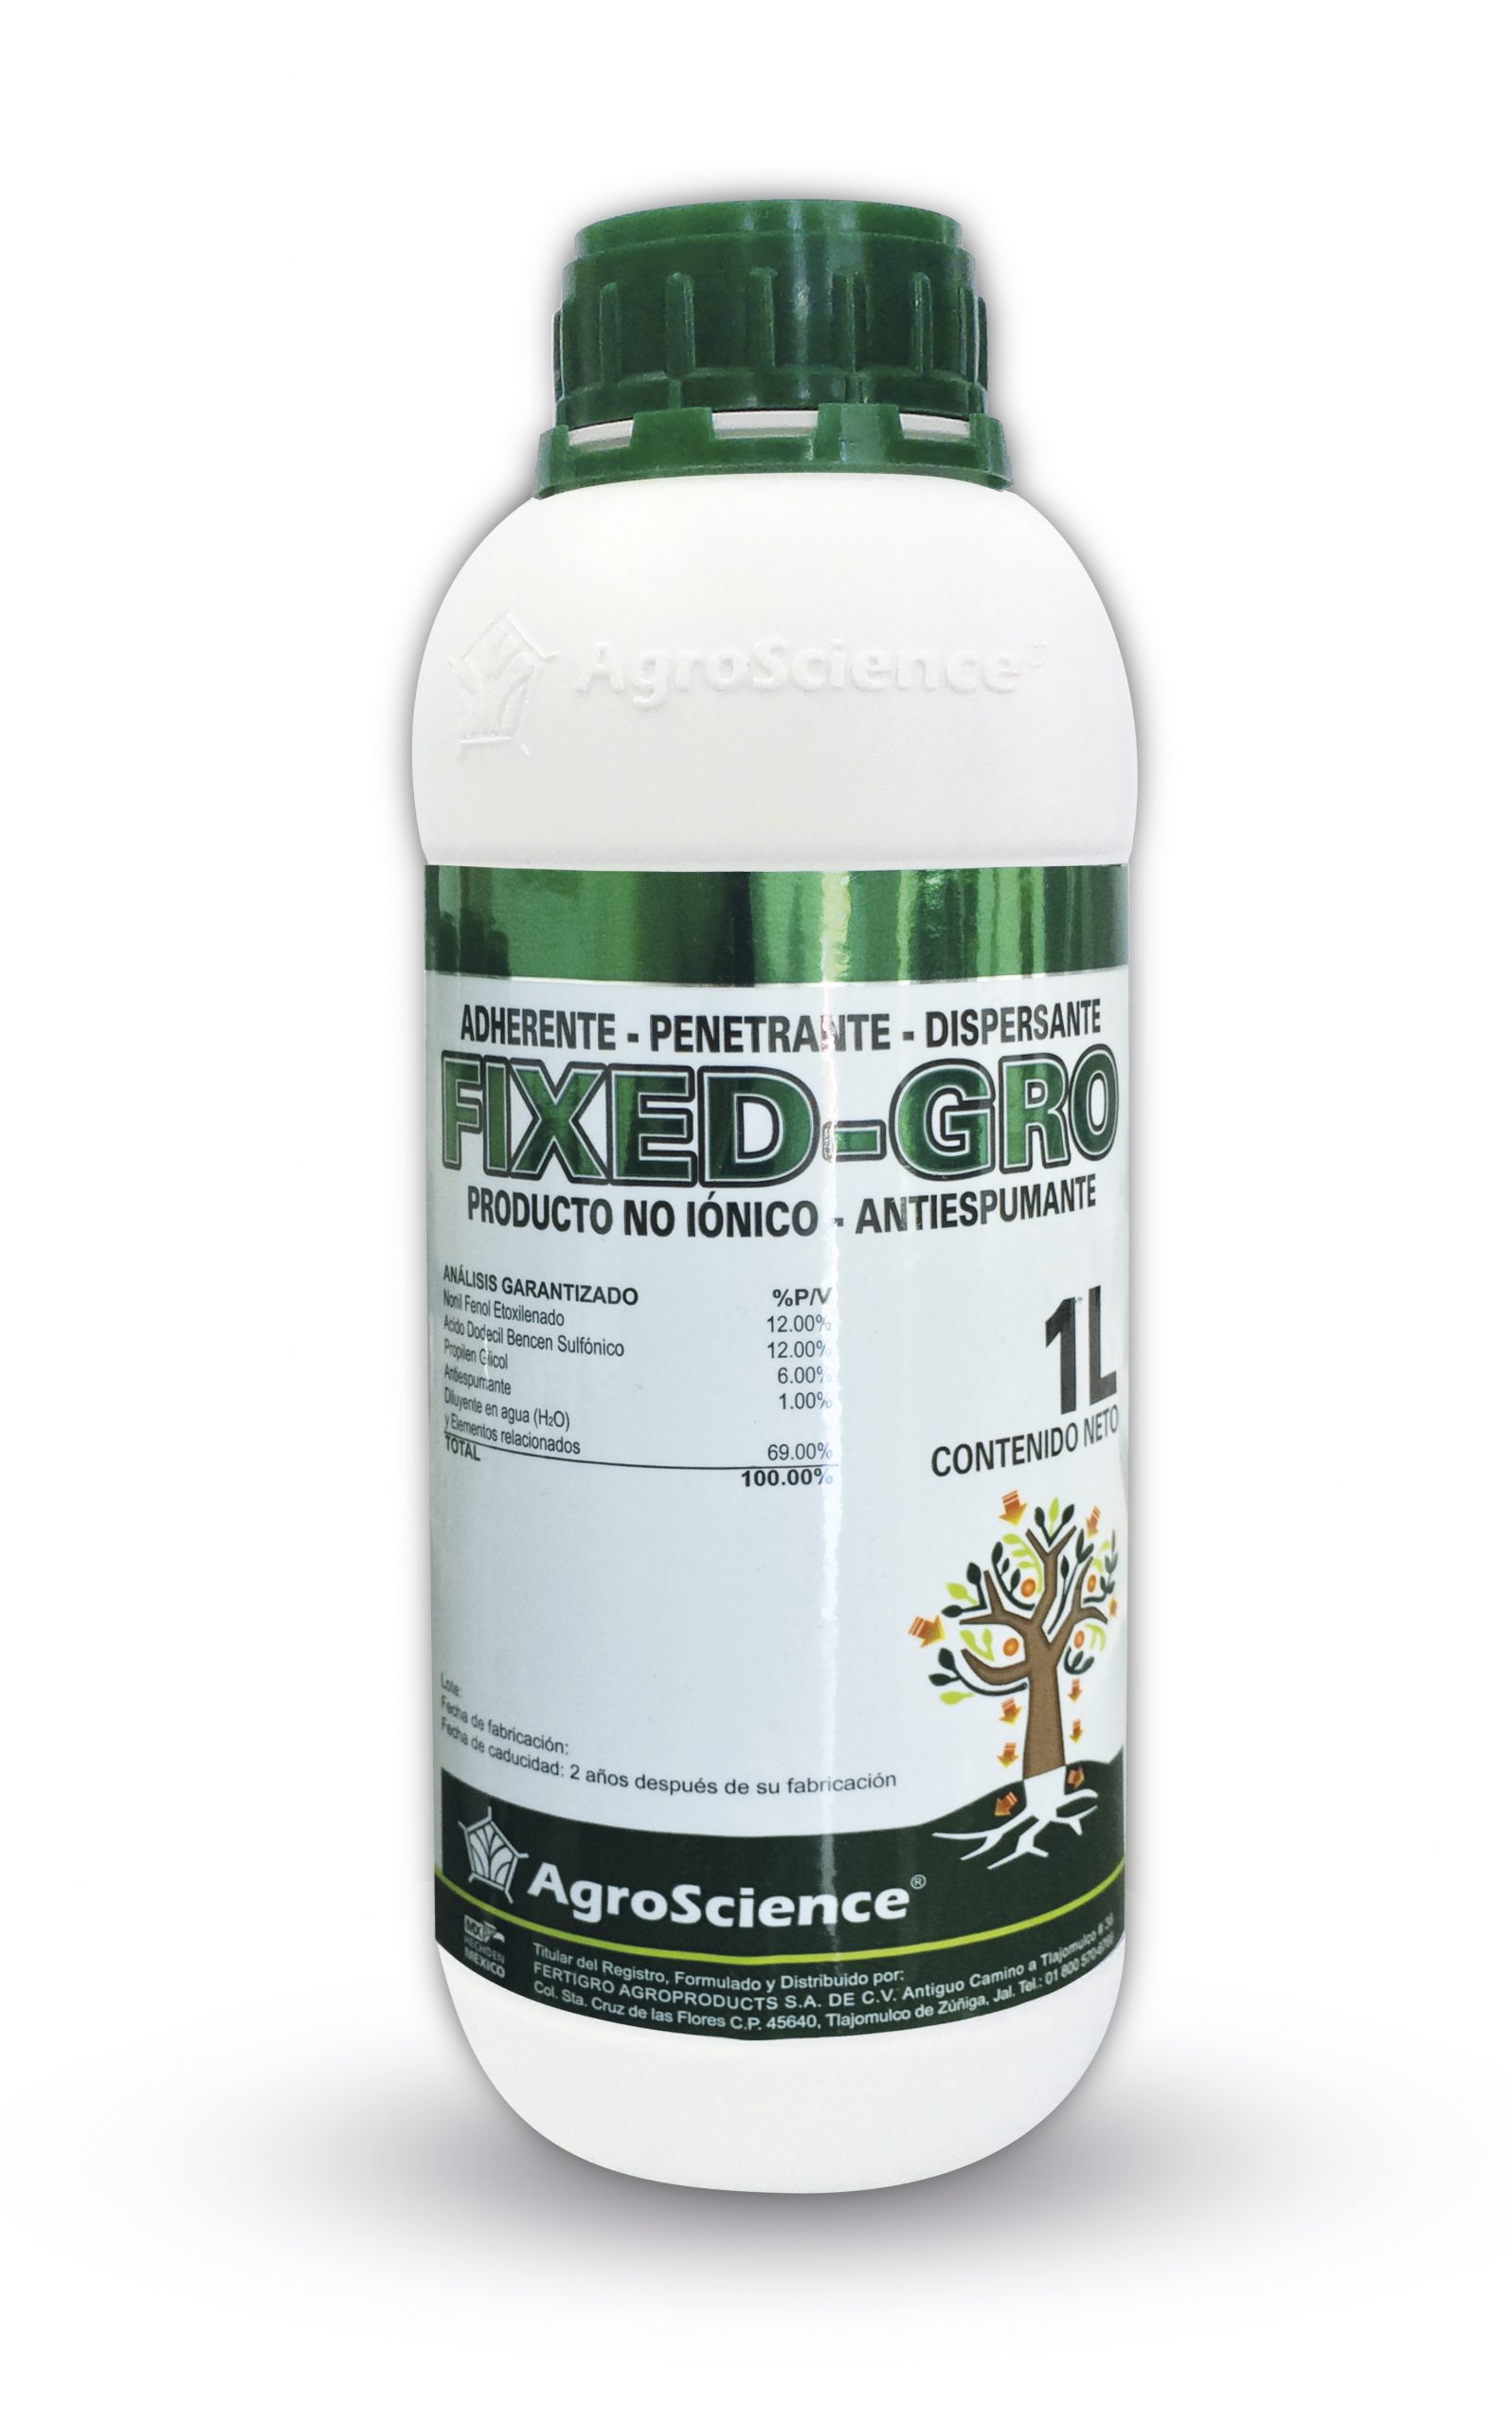 AgroScience®
ADHERENTE - PENETRANTE - DISPERSANTE
FIXED-GRO
PRODUCTO NO IÓNICO - ANTIESPUMANTE
ANÁLISIS GARANTIZADO %P/V
Nonil Fenol Etoxilenado 12.00%
Acido Dodecil Bencen Sulfónico 12.00%
Propilen Glicol 6.00%
Antiespumante 1.00%
Diluyente en agua (H₂O)
y Elementos relacionados 69.00%
TOTAL 100.00%
1L
CONTENIDO NETO
Lote:
Fecha de fabricación:
Fecha de caducidad: 2 años después de su fabricación
AgroScience®
HECHO EN
MÉXICO
Titular del Registro, Formulado y Distribuido por:
FERTIGRO AGROPRODUCTS S.A. DE C.V. Antiguo Camino a Tlajomulco # 36
Col. Sta. Cruz de las Flores C.P. 45640, Tlajomulco de Zúñiga, Jal. Tel.: 01 800